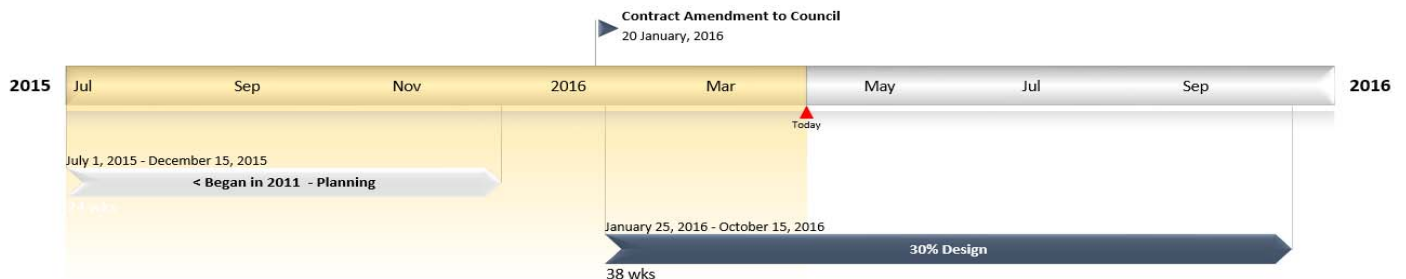 Contract Amendment to Council
20 January, 2016
2015 Jul Sep Nov 2016 Mar May Jul Sep 2016
Today
July 1, 2015 - December 15, 2015
< Began in 2011 - Planning
January 25, 2016 - October 15, 2016
30% Design
38 wks